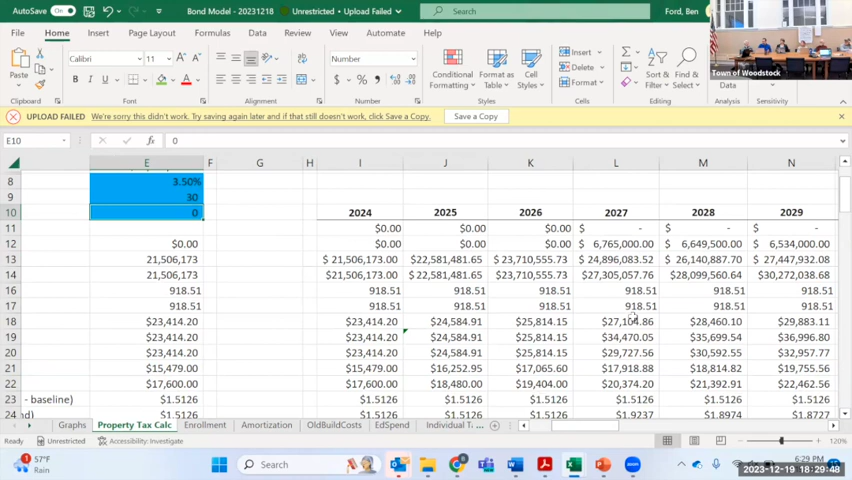 AutoSave On Bond Model - 20231218 Unrestricted • Upload Failed Search Ford, Ben
Town of Woodstock
File Home Insert Page Layout Formulas Data Review View Automate Help
Paste Calibri 11 Number Conditional Formatting Format as Table Cell Styles Insert Delete Format Sort & Filter Find & Select Data
Clipboard Font Alignment Number Styles Cells Editing Analysis Sensitivity
UPLOAD FAILED We're sorry this didn't work. Try saving again later and if that still doesn't work, click Save a Copy. Save a Copy
E10 fx 0
E F G H I J K L M N
8 3.50%
9 30
10 0 2024 2025 2026 2027 2028 2029
11 $0.00 $0.00 $0.00 $ - $ - $ -
12 $0.00 $0.00 $0.00 $0.00 $ 6,765,000.00 $ 6,649,500.00 $ 6,534,000.00
13 21,506,173 $ 21,506,173.00 $22,581,481.65 $ 23,710,555.73 $ 24,896,083.52 $ 26,140,887.70 $ 27,447,932.08
14 21,506,173 $21,506,173.00 $ 22,581,481.65 $23,710,555.73 $27,305,057.76 $28,099,560.64 $30,272,038.68
16 918.51 918.51 918.51 918.51 918.51 918.51 918.51
17 918.51 918.51 918.51 918.51 918.51 918.51 918.51
18 $23,414.20 $23,414.20 $24,584.91 $25,814.15 $27,104.86 $28,460.10 $29,883.11
19 $23,414.20 $23,414.20 $24,584.91 $25,814.15 $34,470.05 $35,699.54 $36,996.80
20 $23,414.20 $23,414.20 $24,584.91 $25,814.15 $29,727.56 $30,592.55 $32,957.77
21 $15,479.00 $15,479.00 $16,252.95 $17,065.60 $17,918.88 $18,814.82 $19,755.56
22 $17,600.00 $17,600.00 $18,480.00 $19,404.00 $20,374.20 $21,392.91 $22,462.56
23 - baseline) $1.5126 $1.5126 $1.5126 $1.5126 $1.5126 $1.5126 $1.5126
24 $1.5126 $1.5126 $1.5126 $1.5126 $1.9237 $1.8974 $1.8727
Graphs Property Tax Calc Enrollment Amortization OldBuildCosts EdSpend Individual T ...
Ready Unrestricted Accessibility: Investigate 120%
57°F
Rain
Search
6:29 PM
2023-12-19 18:29:48